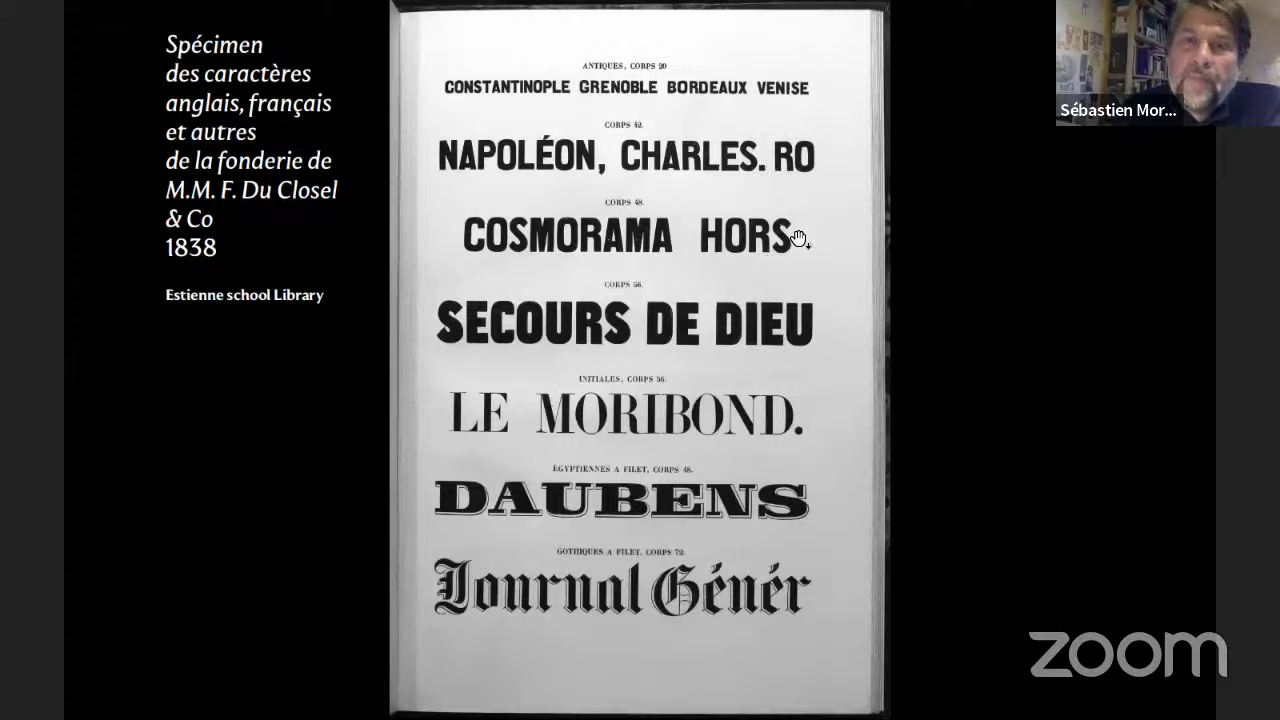 Spécimen
des caractères
anglais, français
et autres
de la fonderie de
M.M. F. Du Closel
& Co
1838
Estienne school Library
ANTIQUES, CORPS 20
CONSTANTINOPLE GRENOBLE BORDEAUX VENISE
CORPS 42.
NAPOLÉON, CHARLES. RO
CORPS 48.
COSMORAMA HORS
CORPS 56.
SECOURS DE DIEU
INITIALES, CORPS 56.
LE MORIBOND.
ÉGYPTIENNES A FILET, CORPS 48.
DAUBENS
GOTHIQUES A FILET, CORPS 72.
Journal Génér
Sébastien Mor...
zoom